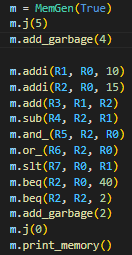 m = MemGen(True)
m.j(5)
m.add_garbage(4)
m.addi(R1, R0, 10)
m.addi(R2, R0, 15)
m.add(R3, R1, R2)
m.sub(R4, R2, R1)
m.and_(R5, R2, R0)
m.or_(R6, R2, R0)
m.slt(R7, R0, R1)
m.beq(R2, R0, 40)
m.beq(R2, R2, 2)
m.add_garbage(2)
m.j(0)
m.print_memory()